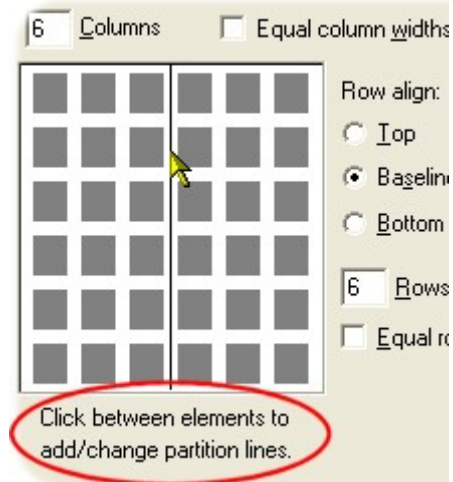 6 Columns
Equal column widths
Row align:
Top
Baseline
Bottom
6 Rows
Equal ro
Click between elements to
add/change partition lines.